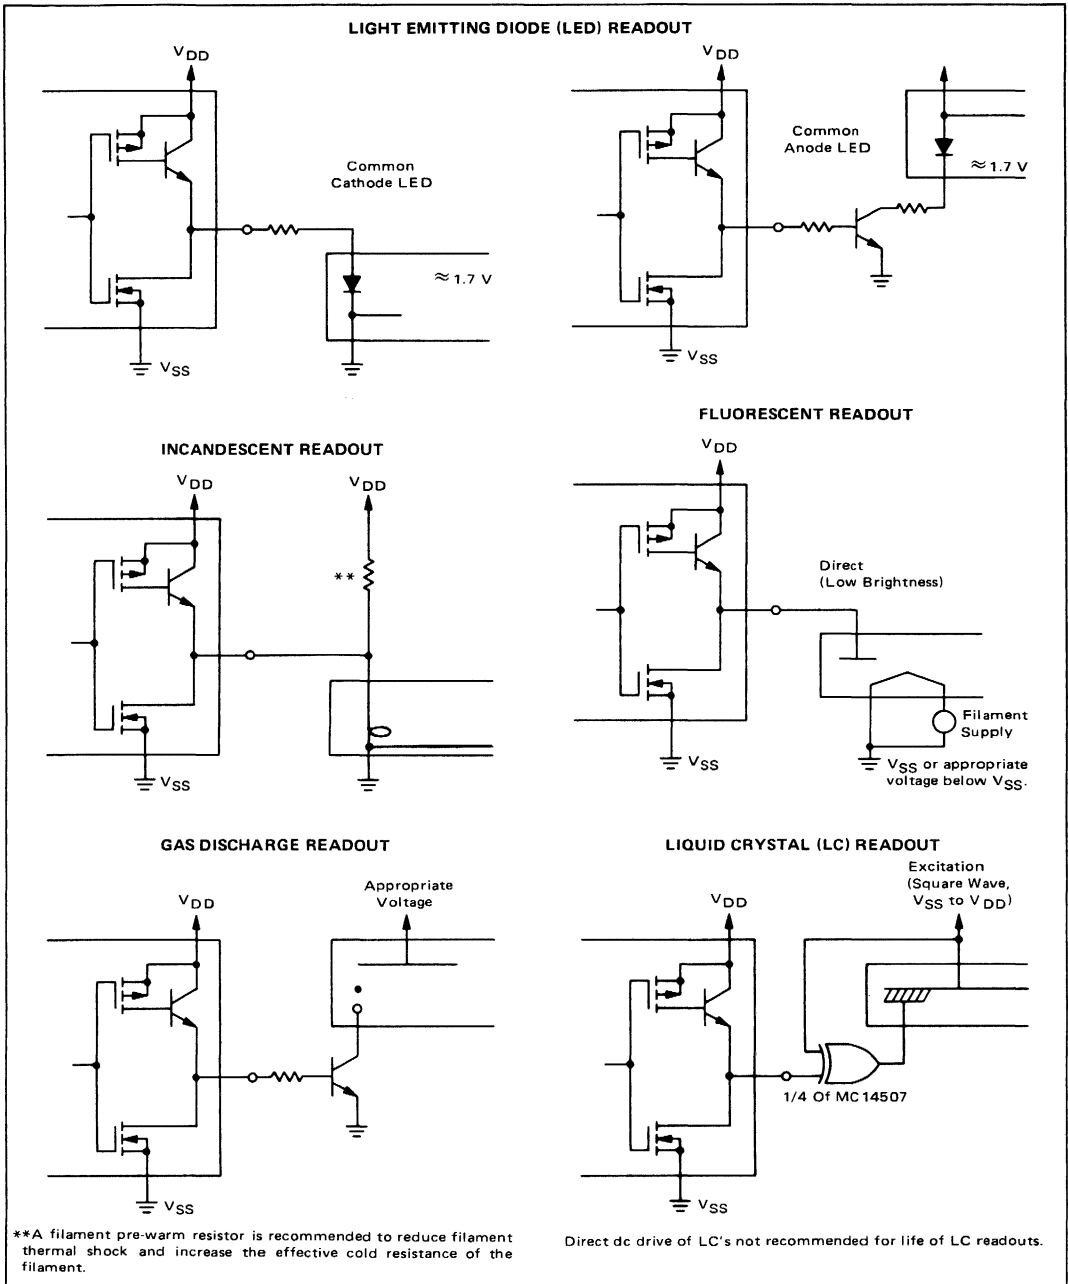 LIGHT EMITTING DIODE (LED) READOUT
VDD
Common
Cathode LED
≈1.7 V
VSS
VDD
Common
Anode LED
≈1.7 V
VSS
INCANDESCENT READOUT
VDD
VDD
**
VSS
FLUORESCENT READOUT
VDD
Direct
(Low Brightness)
Filament
Supply
VSS or appropriate
voltage below VSS.
VSS
GAS DISCHARGE READOUT
VDD
Appropriate
Voltage
VSS
LIQUID CRYSTAL (LC) READOUT
VDD
Excitation
(Square Wave,
VSS to VDD)
1/4 Of MC14507
VSS
**A filament pre-warm resistor is recommended to reduce filament
thermal shock and increase the effective cold resistance of the
filament.
Direct dc drive of LC's not recommended for life of LC readouts.